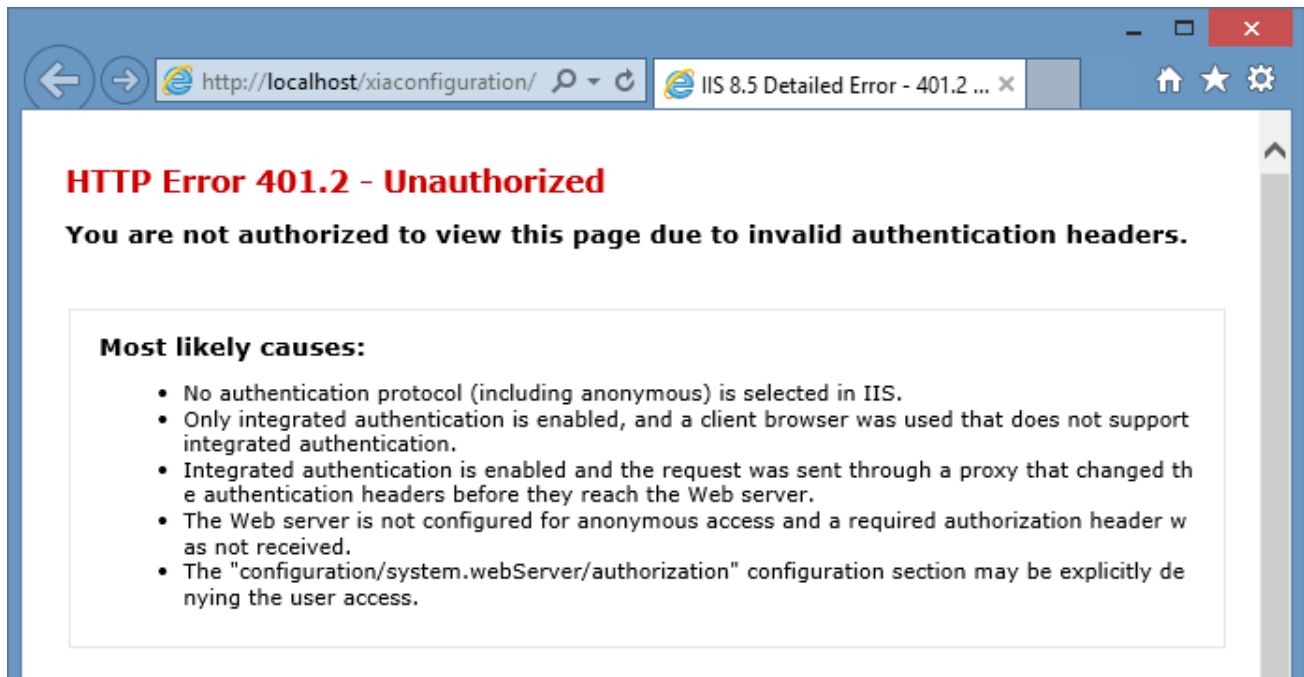 http://localhost/xiaconfiguration/
IIS 8.5 Detailed Error - 401.2 ...
HTTP Error 401.2 - Unauthorized
You are not authorized to view this page due to invalid authentication headers.
Most likely causes:
• No authentication protocol (including anonymous) is selected in IIS.
• Only integrated authentication is enabled, and a client browser was used that does not support
integrated authentication.
• Integrated authentication is enabled and the request was sent through a proxy that changed th
e authentication headers before they reach the Web server.
• The Web server is not configured for anonymous access and a required authorization header w
as not received.
• The "configuration/system.webServer/authorization" configuration section may be explicitly de
nying the user access.